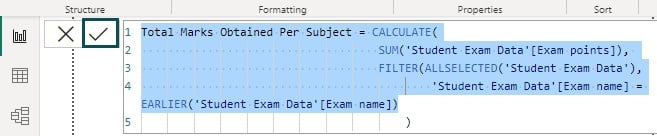 Structure Formatting Properties Sort
1 Total Marks Obtained Per Subject = CALCULATE(
2 SUM('Student Exam Data'[Exam points]),
3 FILTER(ALLSELECTED('Student Exam Data'),
4 'Student Exam Data'[Exam name] =
EARLIER('Student Exam Data'[Exam name])
5 )